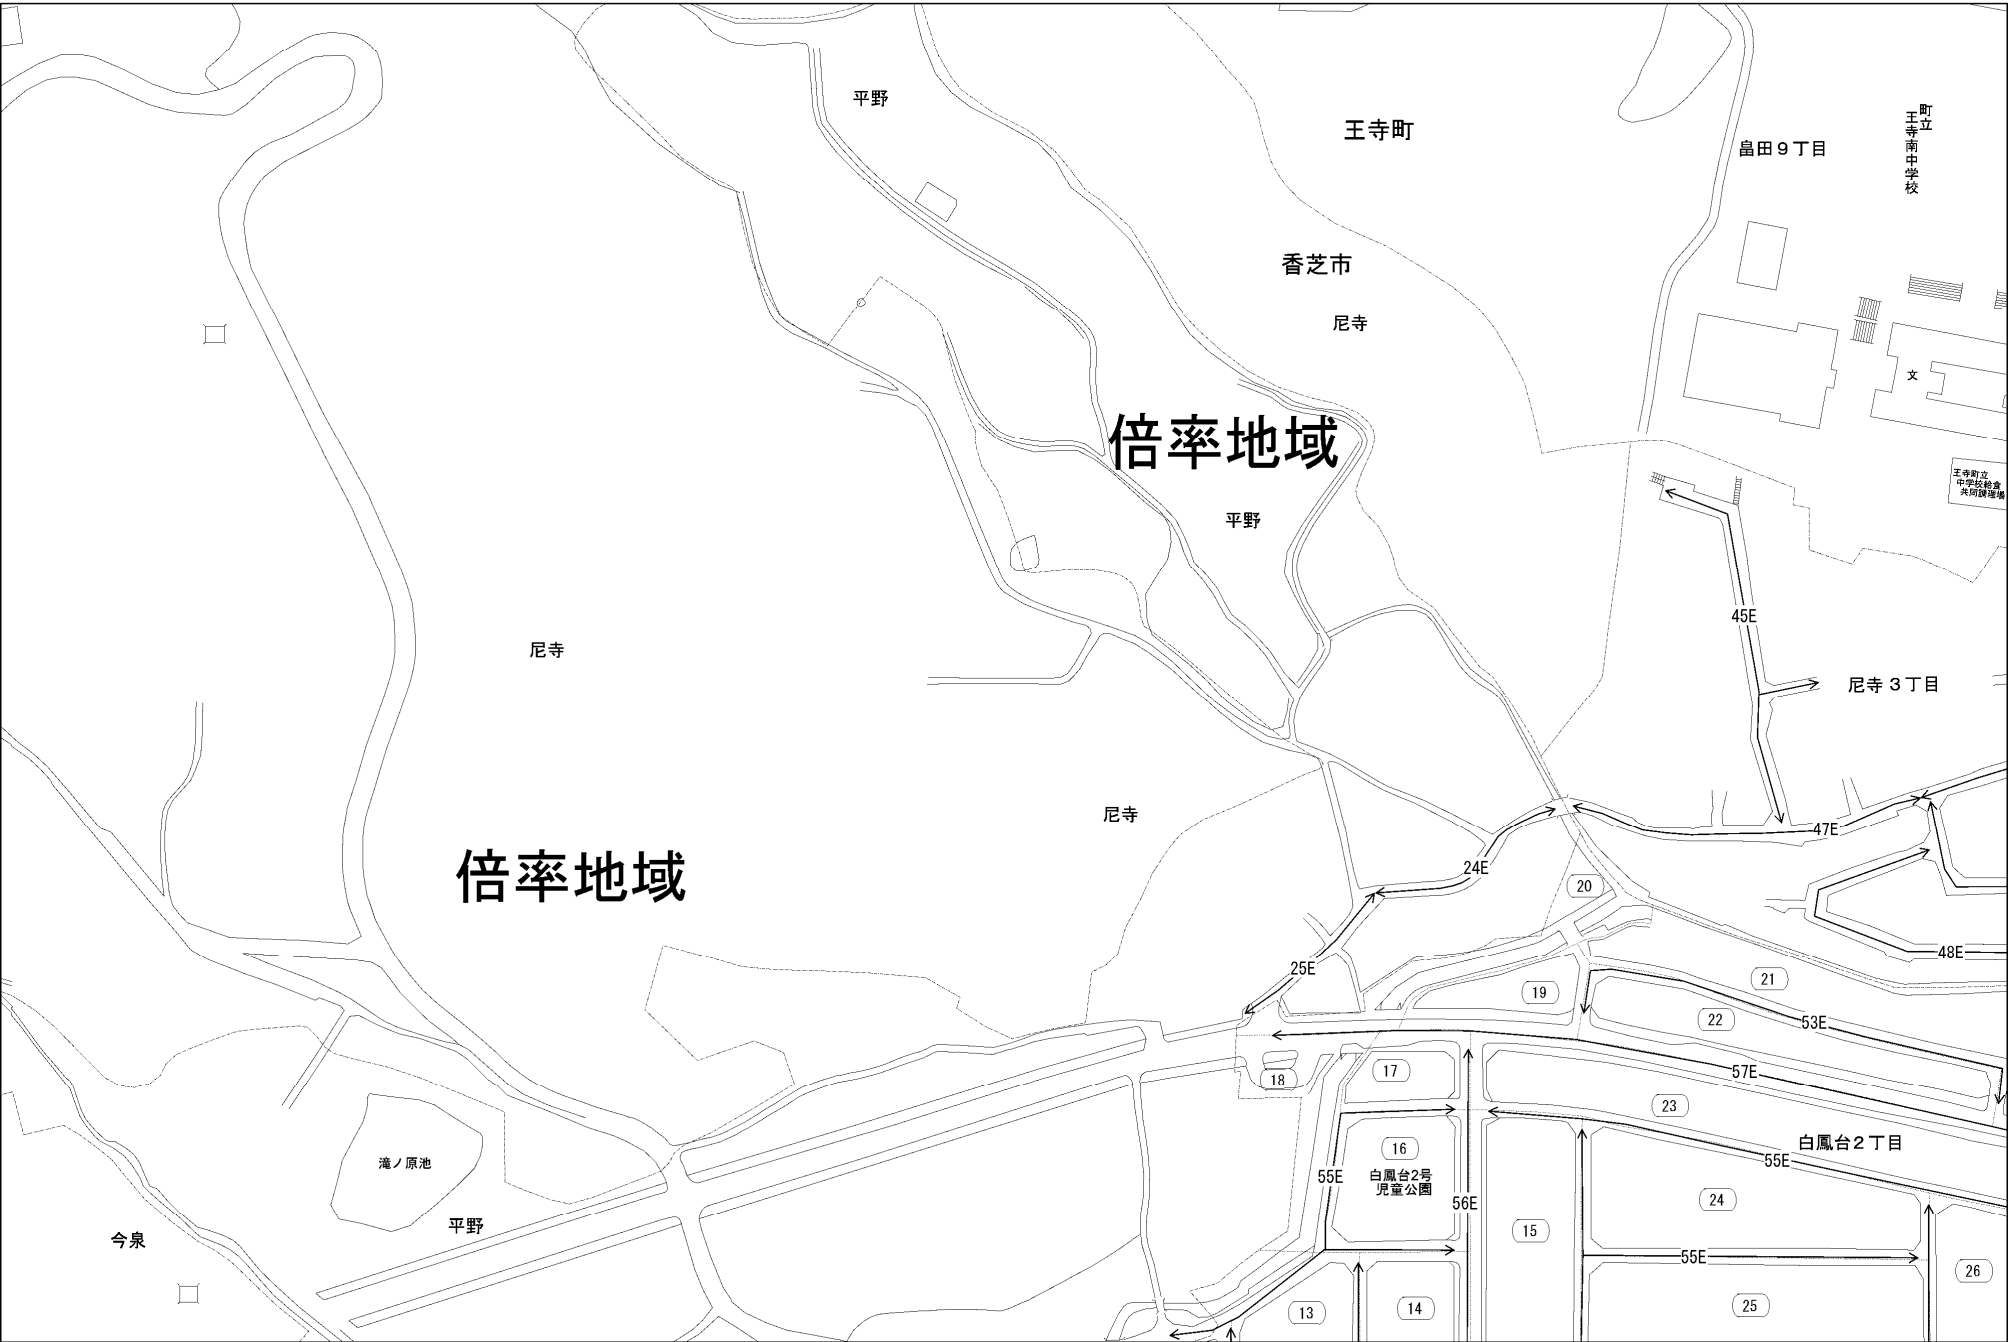 平野
王寺町
畠田9丁目
町立
王寺南中学校
香芝市
尼寺
文
倍率地域
王寺町立
中学校給食
共同調理場
平野
45E
尼寺
尼寺3丁目
尼寺
47E
24E
倍率地域
20
48E
25E
21
19
22
53E
18
17
57E
23
白鳳台2丁目
16
白鳳台2号
児童公園
滝ノ原池
55E
55E
56E
24
平野
今泉
15
55E
26
13
14
25